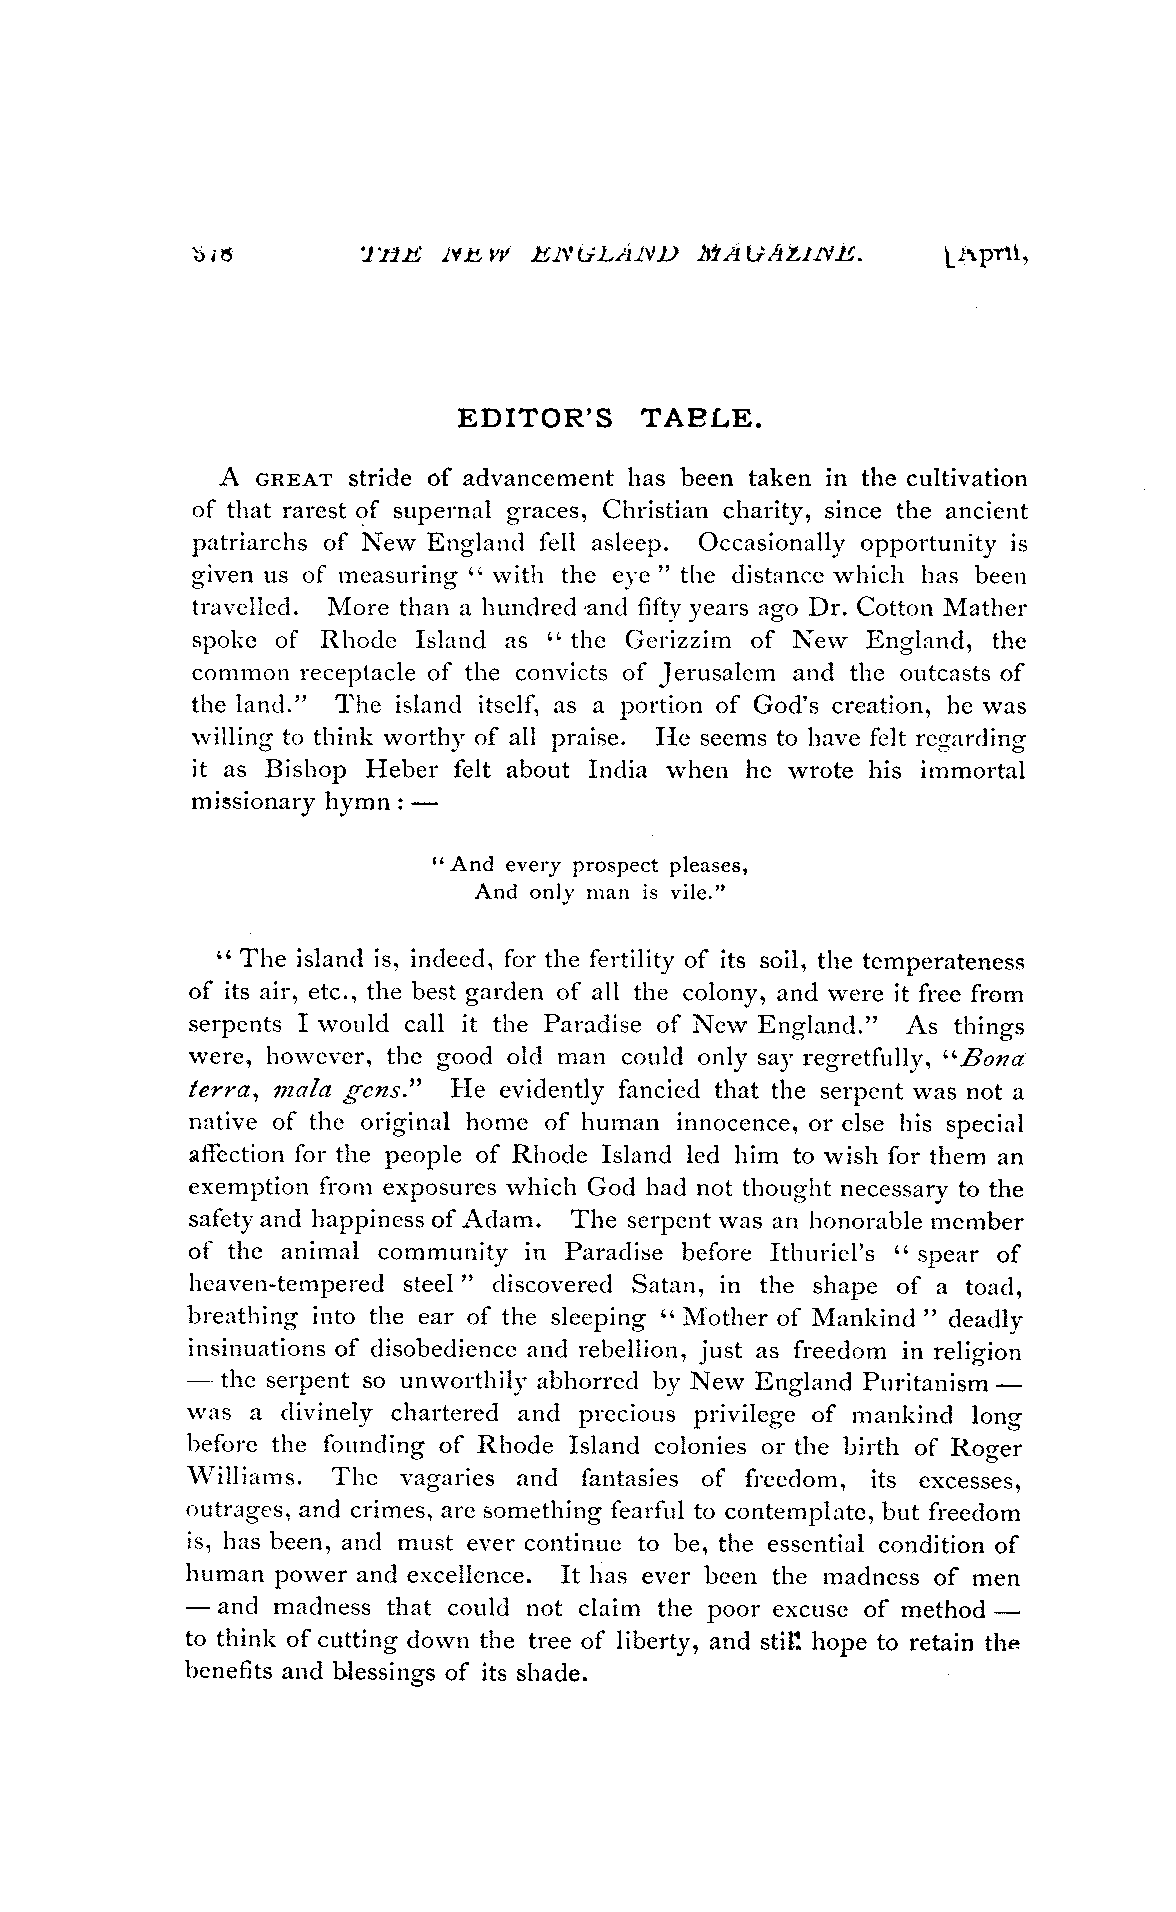 THE NEW ENGLAND MAGAZINE. [April,
EDITOR'S TABLE.
A GREAT stride of advancement has been taken in the cultivation
of that rarest of supernal graces, Christian charity, since the ancient
patriarchs of New England fell asleep. Occasionally opportunity is
given us of measuring “ with the eye ” the distance which has been
travelled. More than a hundred and fifty years ago Dr. Cotton Mather
spoke of Rhode Island as “ the Gerizzim of New England, the
common receptacle of the convicts of Jerusalem and the outcasts of
the land.” The island itself, as a portion of God's creation, he was
willing to think worthy of all praise. He seems to have felt regarding
it as Bishop Heber felt about India when he wrote his immortal
missionary hymn : —
“ And every prospect pleases,
And only man is vile.”
“ The island is, indeed, for the fertility of its soil, the temperateness
of its air, etc., the best garden of all the colony, and were it free from
serpents I would call it the Paradise of New England.” As things
were, however, the good old man could only say regretfully, “Bona
terra, mala gens.” He evidently fancied that the serpent was not a
native of the original home of human innocence, or else his special
affection for the people of Rhode Island led him to wish for them an
exemption from exposures which God had not thought necessary to the
safety and happiness of Adam. The serpent was an honorable member
of the animal community in Paradise before Ithuriel's “ spear of
heaven-tempered steel ” discovered Satan, in the shape of a toad,
breathing into the ear of the sleeping “ Mother of Mankind ” deadly
insinuations of disobedience and rebellion, just as freedom in religion
— the serpent so unworthily abhorred by New England Puritanism —
was a divinely chartered and precious privilege of mankind long
before the founding of Rhode Island colonies or the birth of Roger
Williams. The vagaries and fantasies of freedom, its excesses,
outrages, and crimes, are something fearful to contemplate, but freedom
is, has been, and must ever continue to be, the essential condition of
human power and excellence. It has ever been the madness of men
— and madness that could not claim the poor excuse of method —
to think of cutting down the tree of liberty, and still hope to retain the
benefits and blessings of its shade.